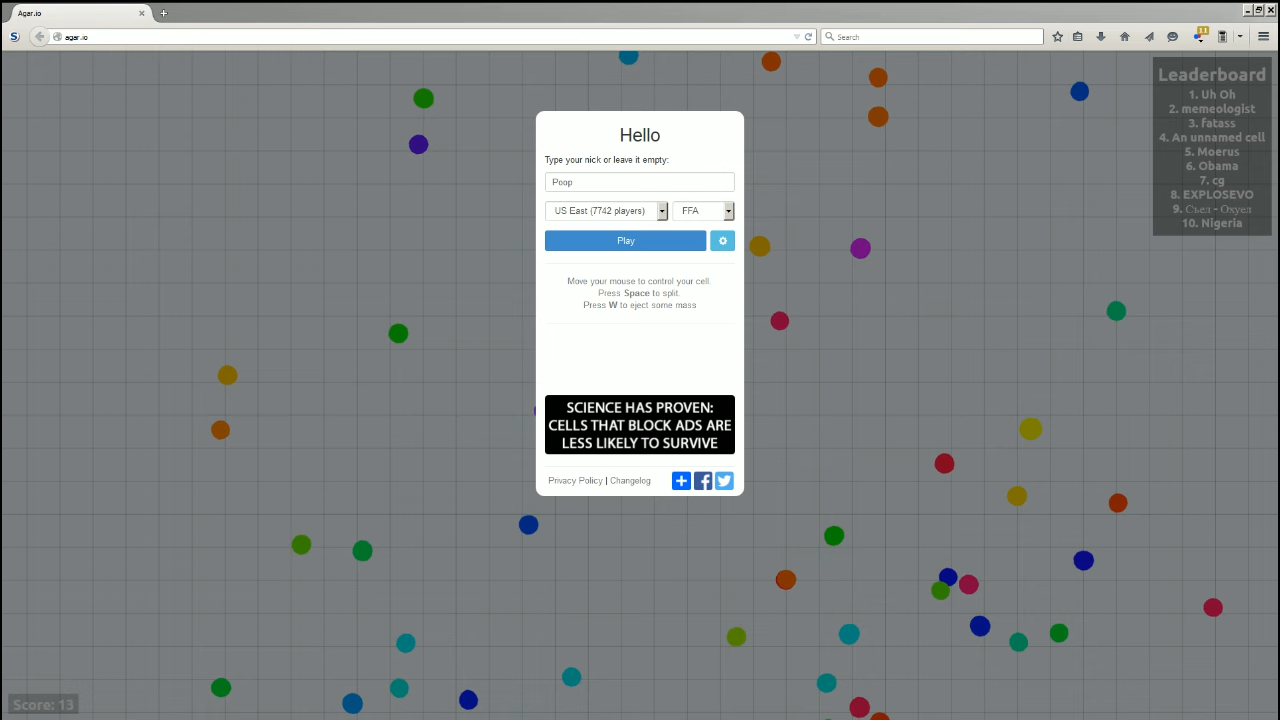 Agar.io
agar.io
Search
11
Leaderboard
1. Uh Oh
2. memeologist
3. fatass
4. An unnamed cell
5. Moerus
6. Obama
7. cg
8. EXPLOSEVO
9. Съел - Охуел
10. Nigeria
Hello
Type your nick or leave it empty:
Poop
US East (7742 players)
FFA
Play
Move your mouse to control your cell.
Press Space to split.
Press W to eject some mass
SCIENCE HAS PROVEN:
CELLS THAT BLOCK ADS ARE
LESS LIKELY TO SURVIVE
Privacy Policy | Changelog
Score: 13